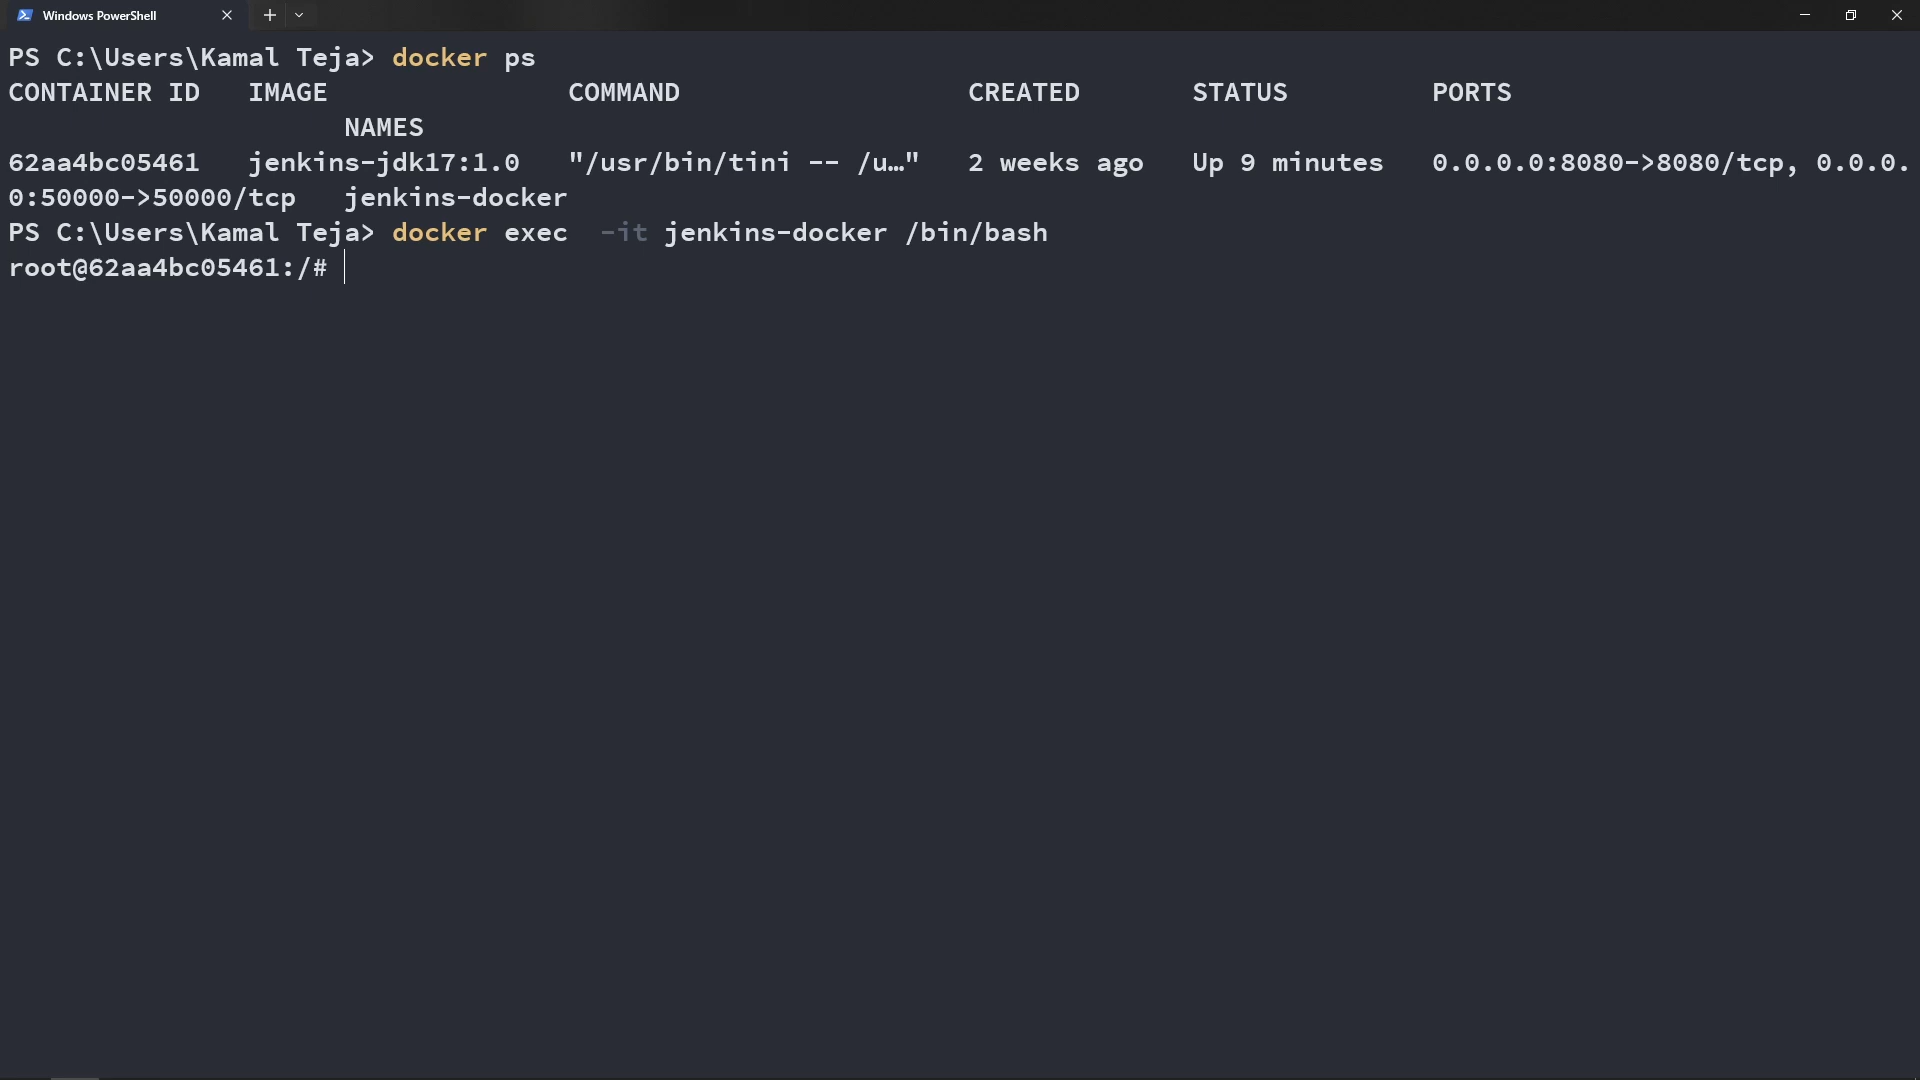 Windows PowerShell
PS C:\Users\Kamal Teja> docker ps
CONTAINER ID   IMAGE               COMMAND                  CREATED       STATUS         PORTS
                     NAMES
62aa4bc05461   jenkins-jdk17:1.0   "/usr/bin/tini -- /u…"   2 weeks ago   Up 9 minutes   0.0.0.0:8080->8080/tcp, 0.0.0.
0:50000->50000/tcp   jenkins-docker
PS C:\Users\Kamal Teja> docker exec  -it jenkins-docker /bin/bash
root@62aa4bc05461:/#